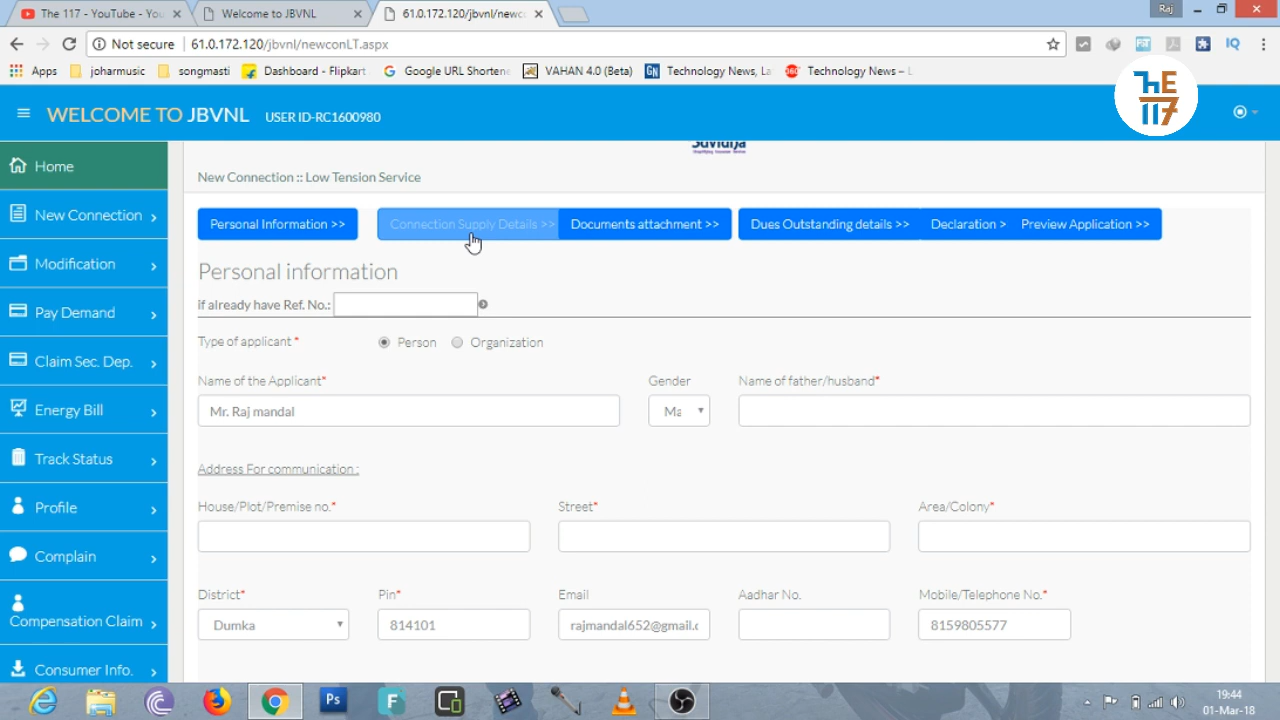 The 117 - YouTube - You
Welcome to JBVNL
61.0.172.120/jbvnl/newc
Raj
Not secure
61.0.172.120/jbvnl/newconLT.aspx
IQ
Apps
joharmusic
songmasti
Dashboard - Flipkart
Google URL Shortene
VAHAN 4.0 (Beta)
GN
Technology News, La
Technology News – L
WELCOME TO JBVNL
USER ID-RC1600980
THE
117
Home
New Connection
Modification
Pay Demand
Claim Sec. Dep.
Energy Bill
Track Status
Profile
Complain
Compensation Claim
Consumer Info.
Suvidha
New Connection :: Low Tension Service
Personal Information >>
Connection Supply Details >>
Documents attachment >>
Dues Outstanding details >>
Declaration >
Preview Application >>
Personal information
if already have Ref. No.:
Type of applicant *
Person
Organization
Name of the Applicant*
Gender
Name of father/husband*
Mr. Raj mandal
Ma
Address For communication :
House/Plot/Premise no.*
Street*
Area/Colony*
District*
Pin*
Email
Aadhar No.
Mobile/Telephone No.*
Dumka
814101
rajmandal652@gmail.c
8159805577
Ps
F
19:44
01-Mar-18